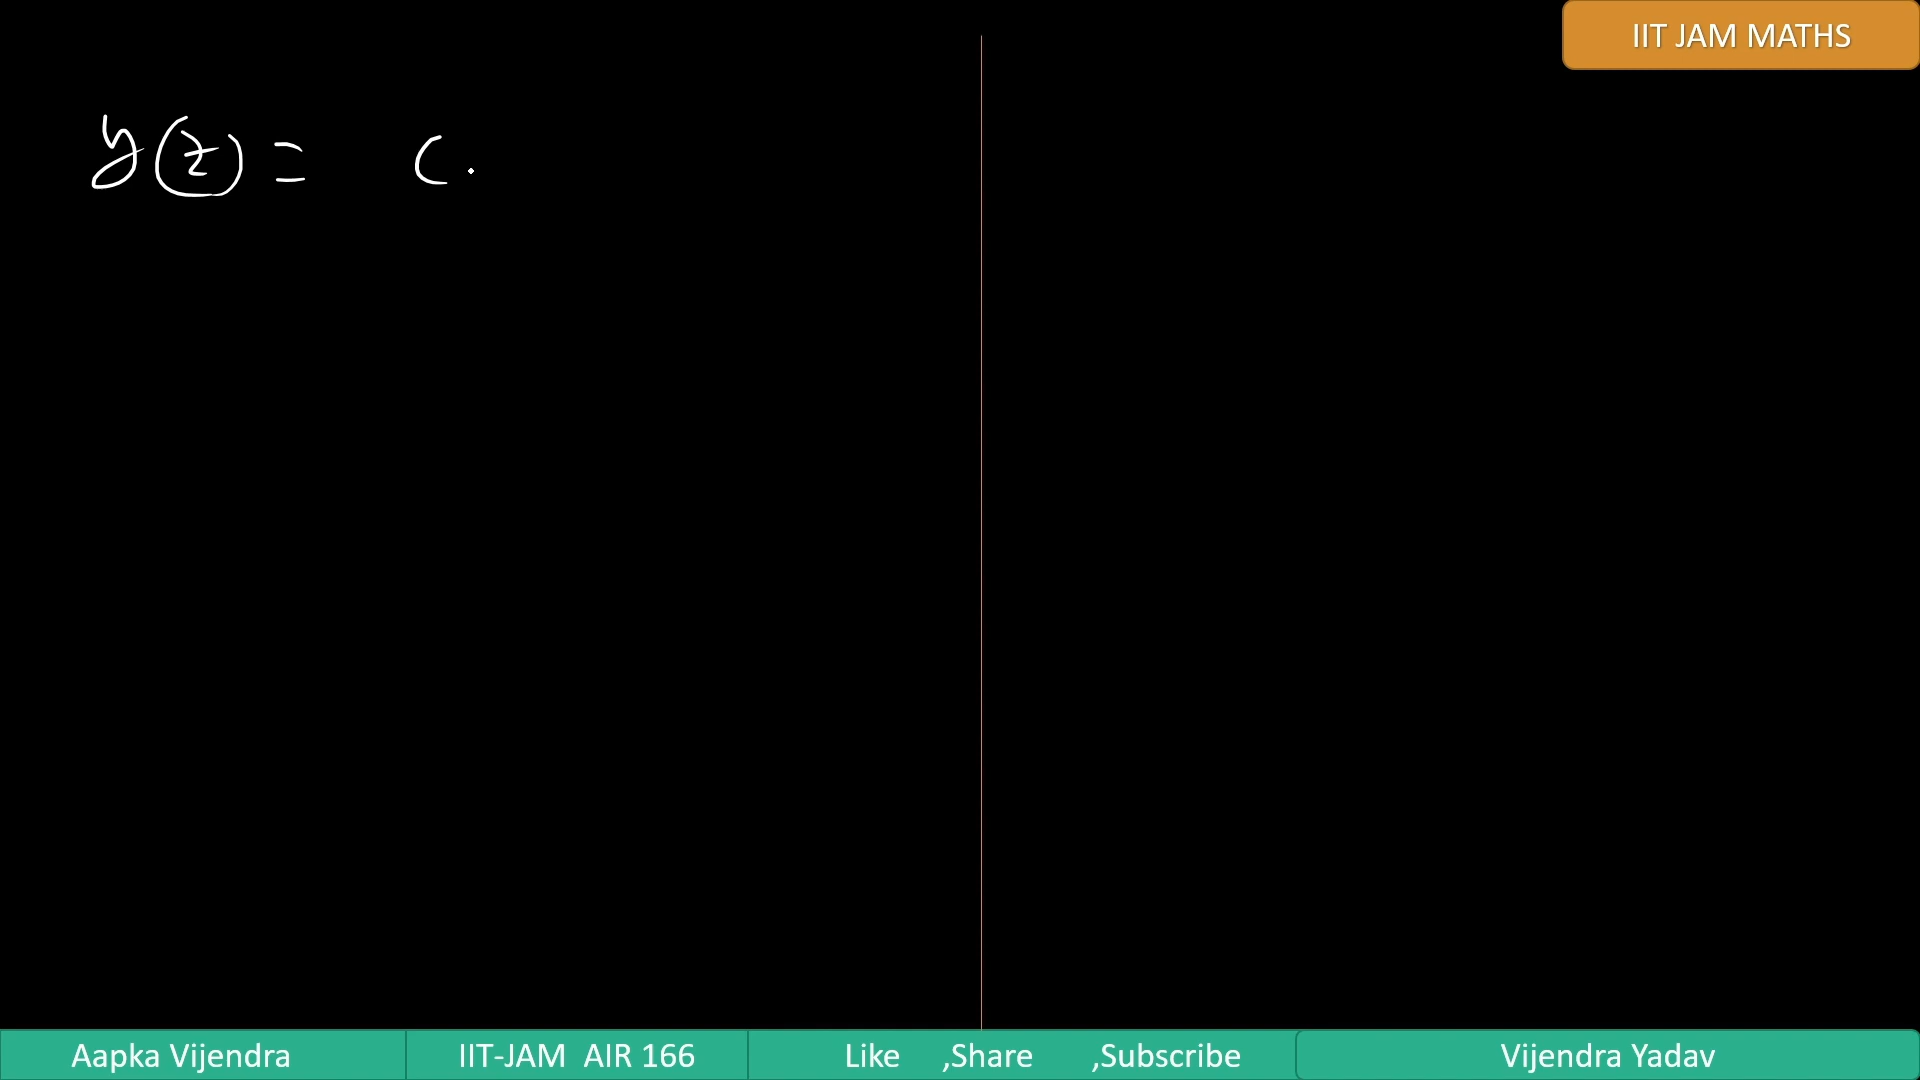 IIT JAM MATHS
y(z) = c.
Aapka Vijendra IIT-JAM AIR 166 Like ,Share ,Subscribe Vijendra Yadav